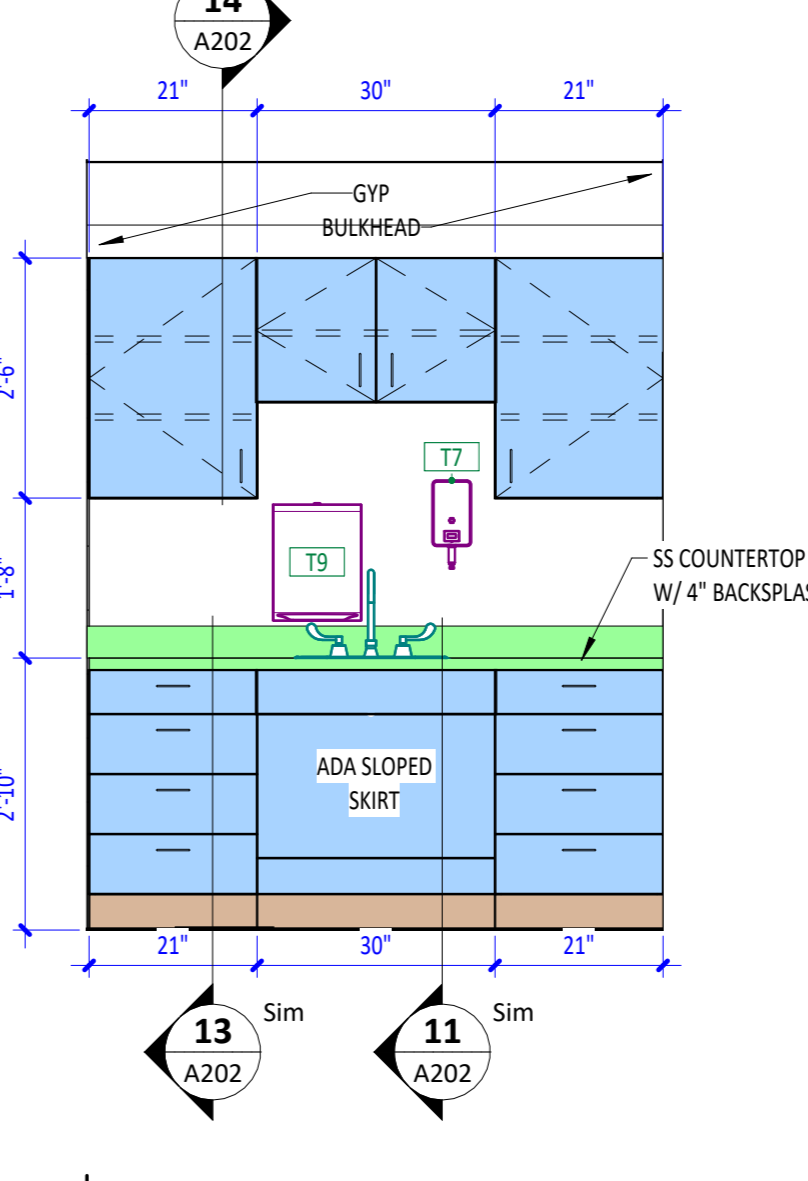 14
A202
21" 30" 21"
GYP
BULKHEAD
2'-6"
T7
T9
1'-8"
SS COUNTERTOP
W/ 4" BACKSPLAS
ADA SLOPED
SKIRT
2'-10"
21" 30" 21"
13
A202
Sim
11
A202
Sim